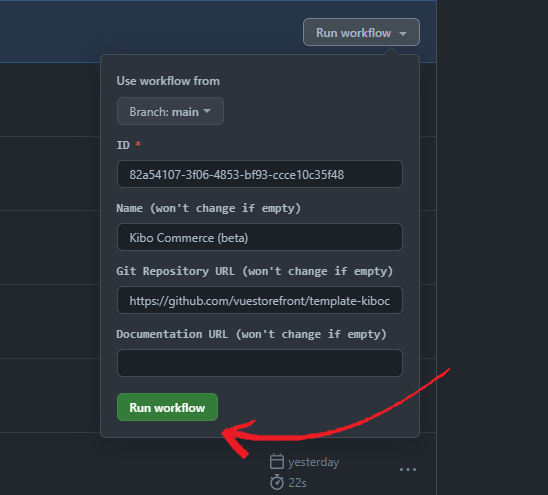 Run workflow
Use workflow from
Branch: main
ID *
82a54107-3f06-4853-bf93-ccce10c35f48
Name (won't change if empty)
Kibo Commerce (beta)
Git Repository URL (won't change if empty)
https://github.com/vuestorefront/template-kiboc
Documentation URL (won't change if empty)
Run workflow
yesterday
22s